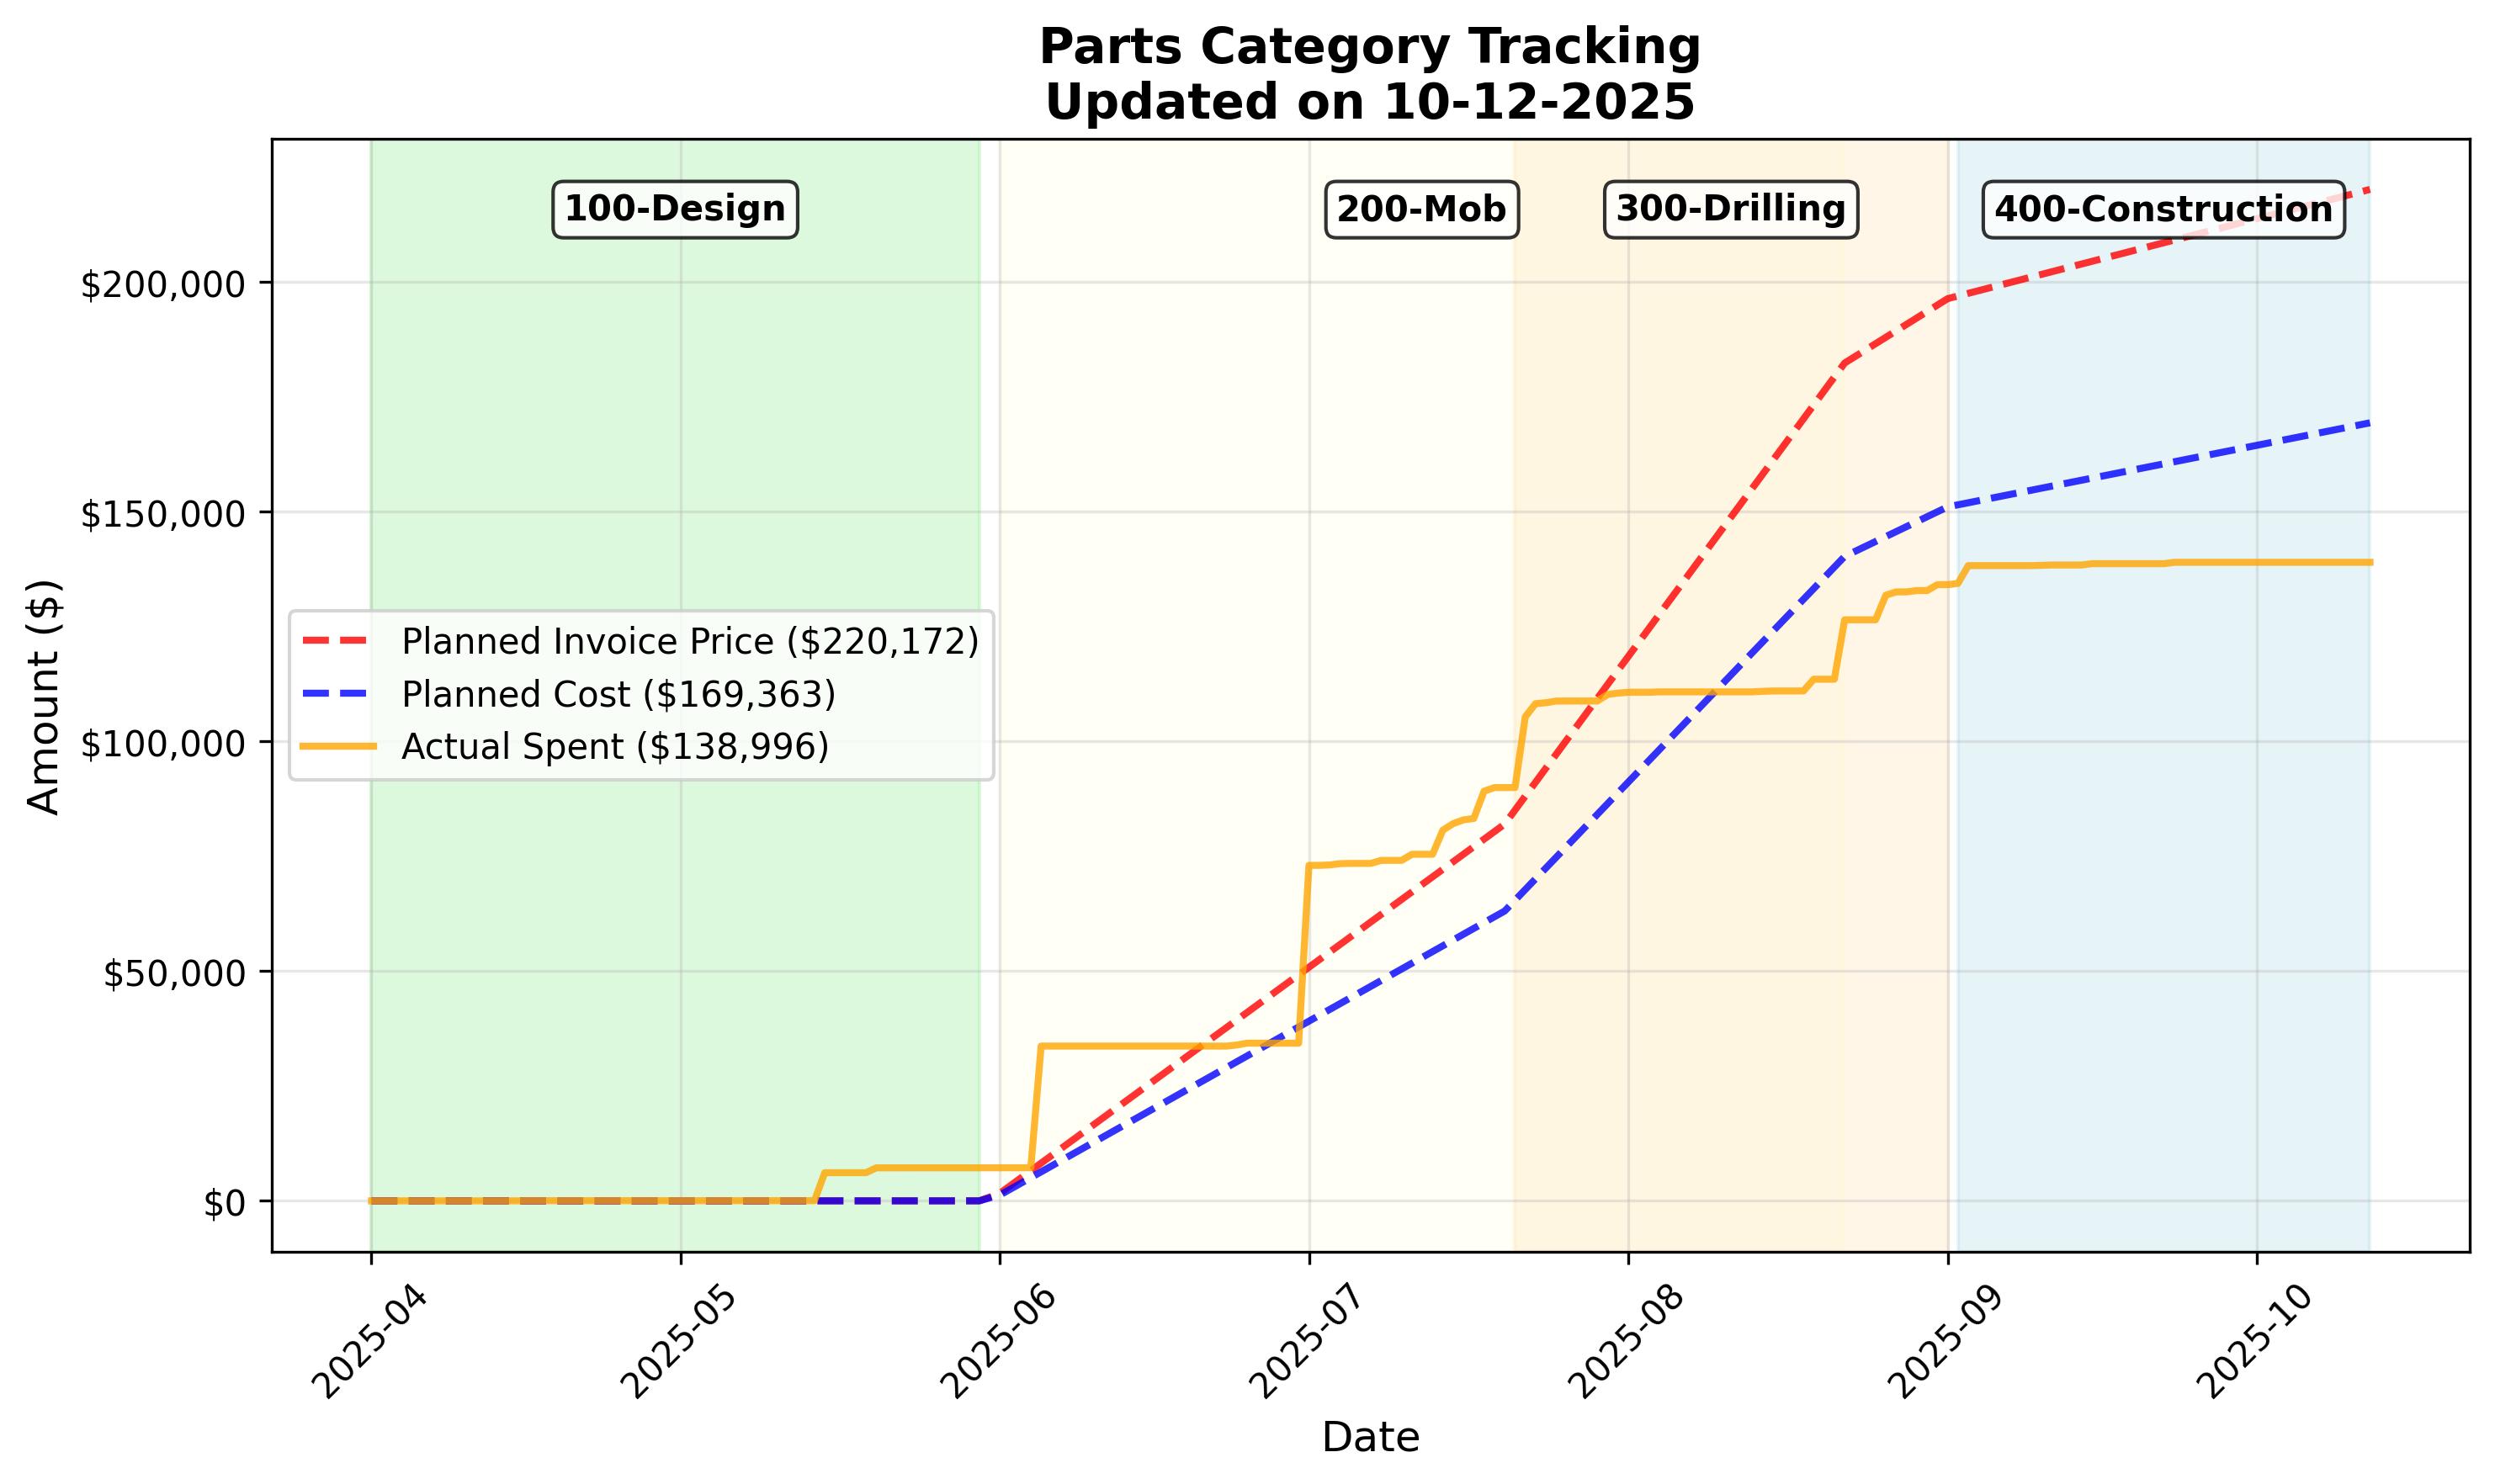 Parts Category Tracking
Updated on 10-12-2025
100-Design
200-Mob
300-Drilling
400-Construction
Amount ($)
$200,000
$150,000
$100,000
$50,000
$0
Planned Invoice Price ($220,172)
Planned Cost ($169,363)
Actual Spent ($138,996)
2025-04
2025-05
2025-06
2025-07
2025-08
2025-09
2025-10
Date